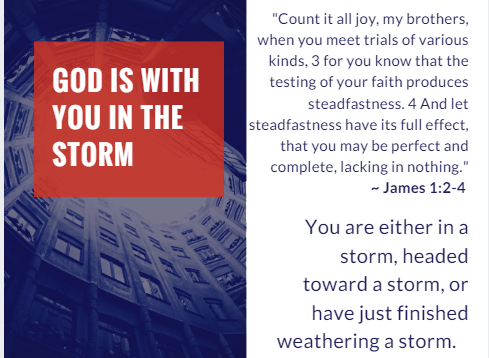 GOD IS WITH
YOU IN THE
STORM
"Count it all joy, my brothers,
when you meet trials of various
kinds, 3 for you know that the
testing of your faith produces
steadfastness. 4 And let
steadfastness have its full effect,
that you may be perfect and
complete, lacking in nothing."
~ James 1:2-4
You are either in a
storm, headed
toward a storm, or
have just finished
weathering a storm.